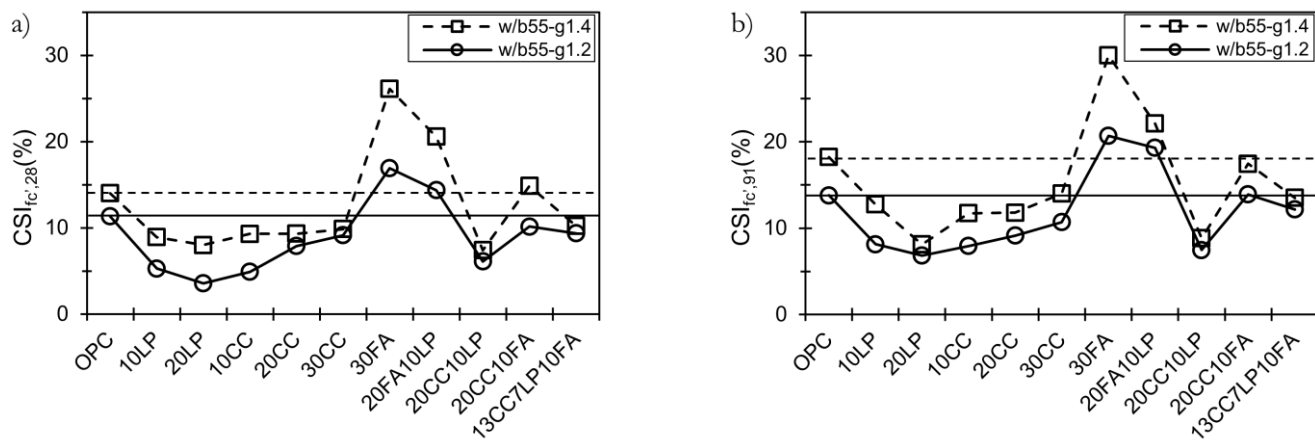 a)
w/b55-g1.4
w/b55-g1.2
CSIfc',28(%)
30
20
10
0
OPC
10LP
20LP
10CC
20CC
30CC
30FA
20FA10LP
20CC10LP
20CC10FA
13CC7LP10FA
b)
w/b55-g1.4
w/b55-g1.2
CSIfc',91(%)
30
20
10
0
OPC
10LP
20LP
10CC
20CC
30CC
30FA
20FA10LP
20CC10LP
20CC10FA
13CC7LP10FA